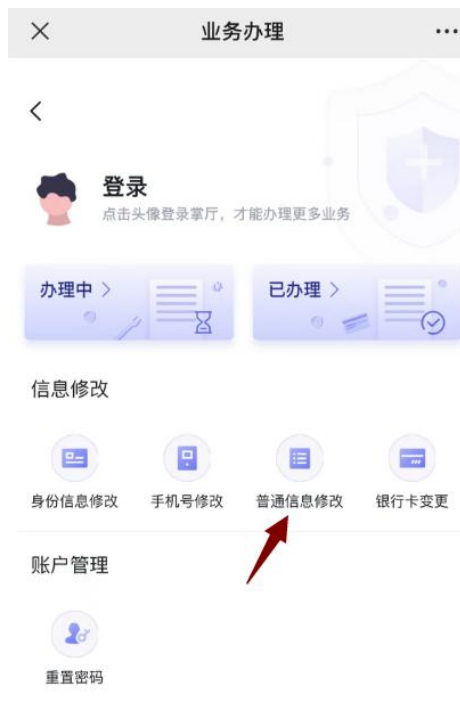 业务办理
登录
点击头像登录掌厅，才能办理更多业务
办理中
已办理
信息修改
身份信息修改
手机号修改
普通信息修改
银行卡变更
账户管理
重置密码